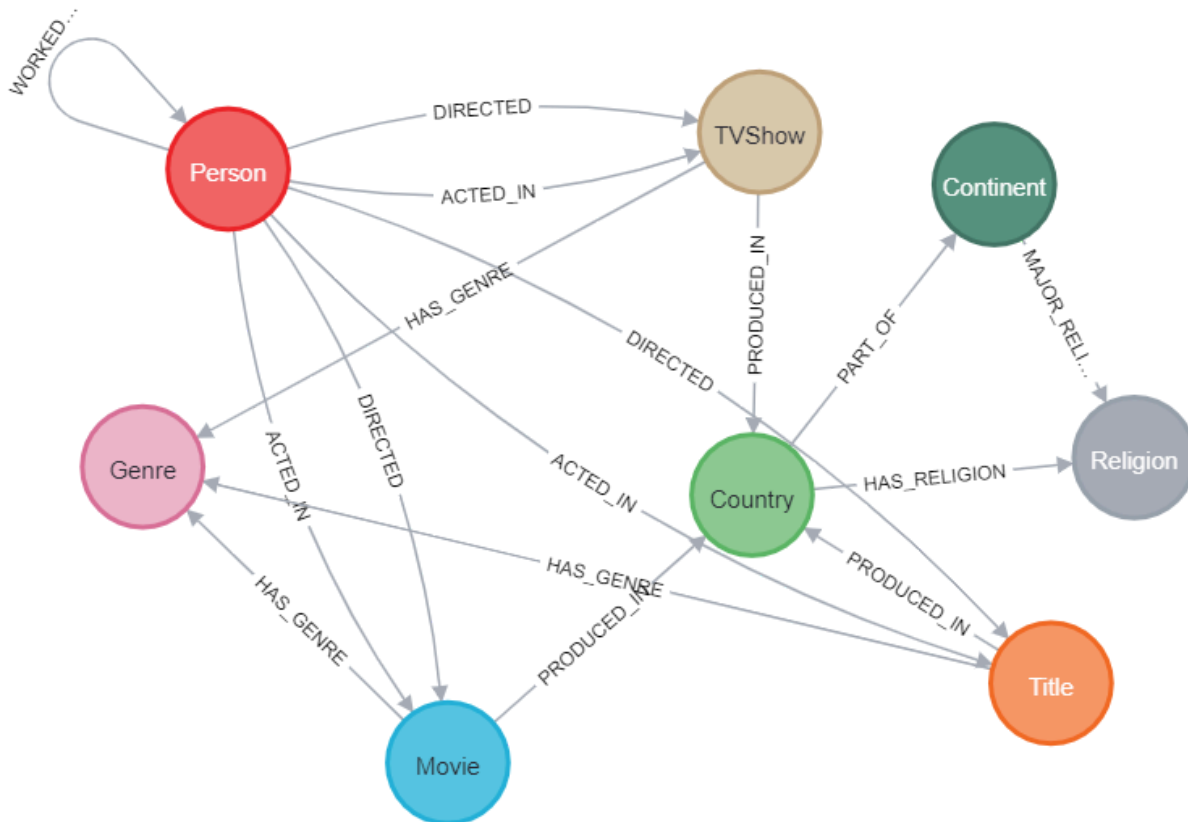 WORKED...
Person
DIRECTED
TVShow
ACTED_IN
Continent
HAS_GENRE
PRODUCED_IN
MAJOR_RELI...
PART_OF
DIRECTED
Genre
ACTED_IN
DIRECTED
ACTED_IN
Country
HAS_RELIGION
Religion
HAS_GENRE
HAS_GENRE
PRODUCED_IN
PRODUCED_IN
Title
Movie